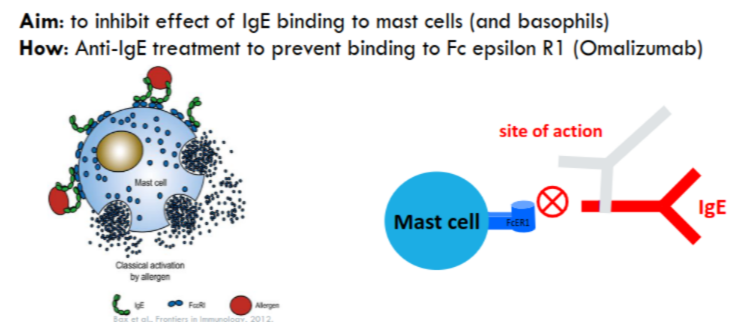 Aim: to inhibit effect of IgE binding to mast cells (and basophils)
How: Anti-IgE treatment to prevent binding to Fc epsilon R1 (Omalizumab)
site of action
Mast cell
Mast cell
FcER1
IgE
Classical activation
by allergen
IgE
FcεRI
Allergen
et al., Frontiers in Immunology, 2012.